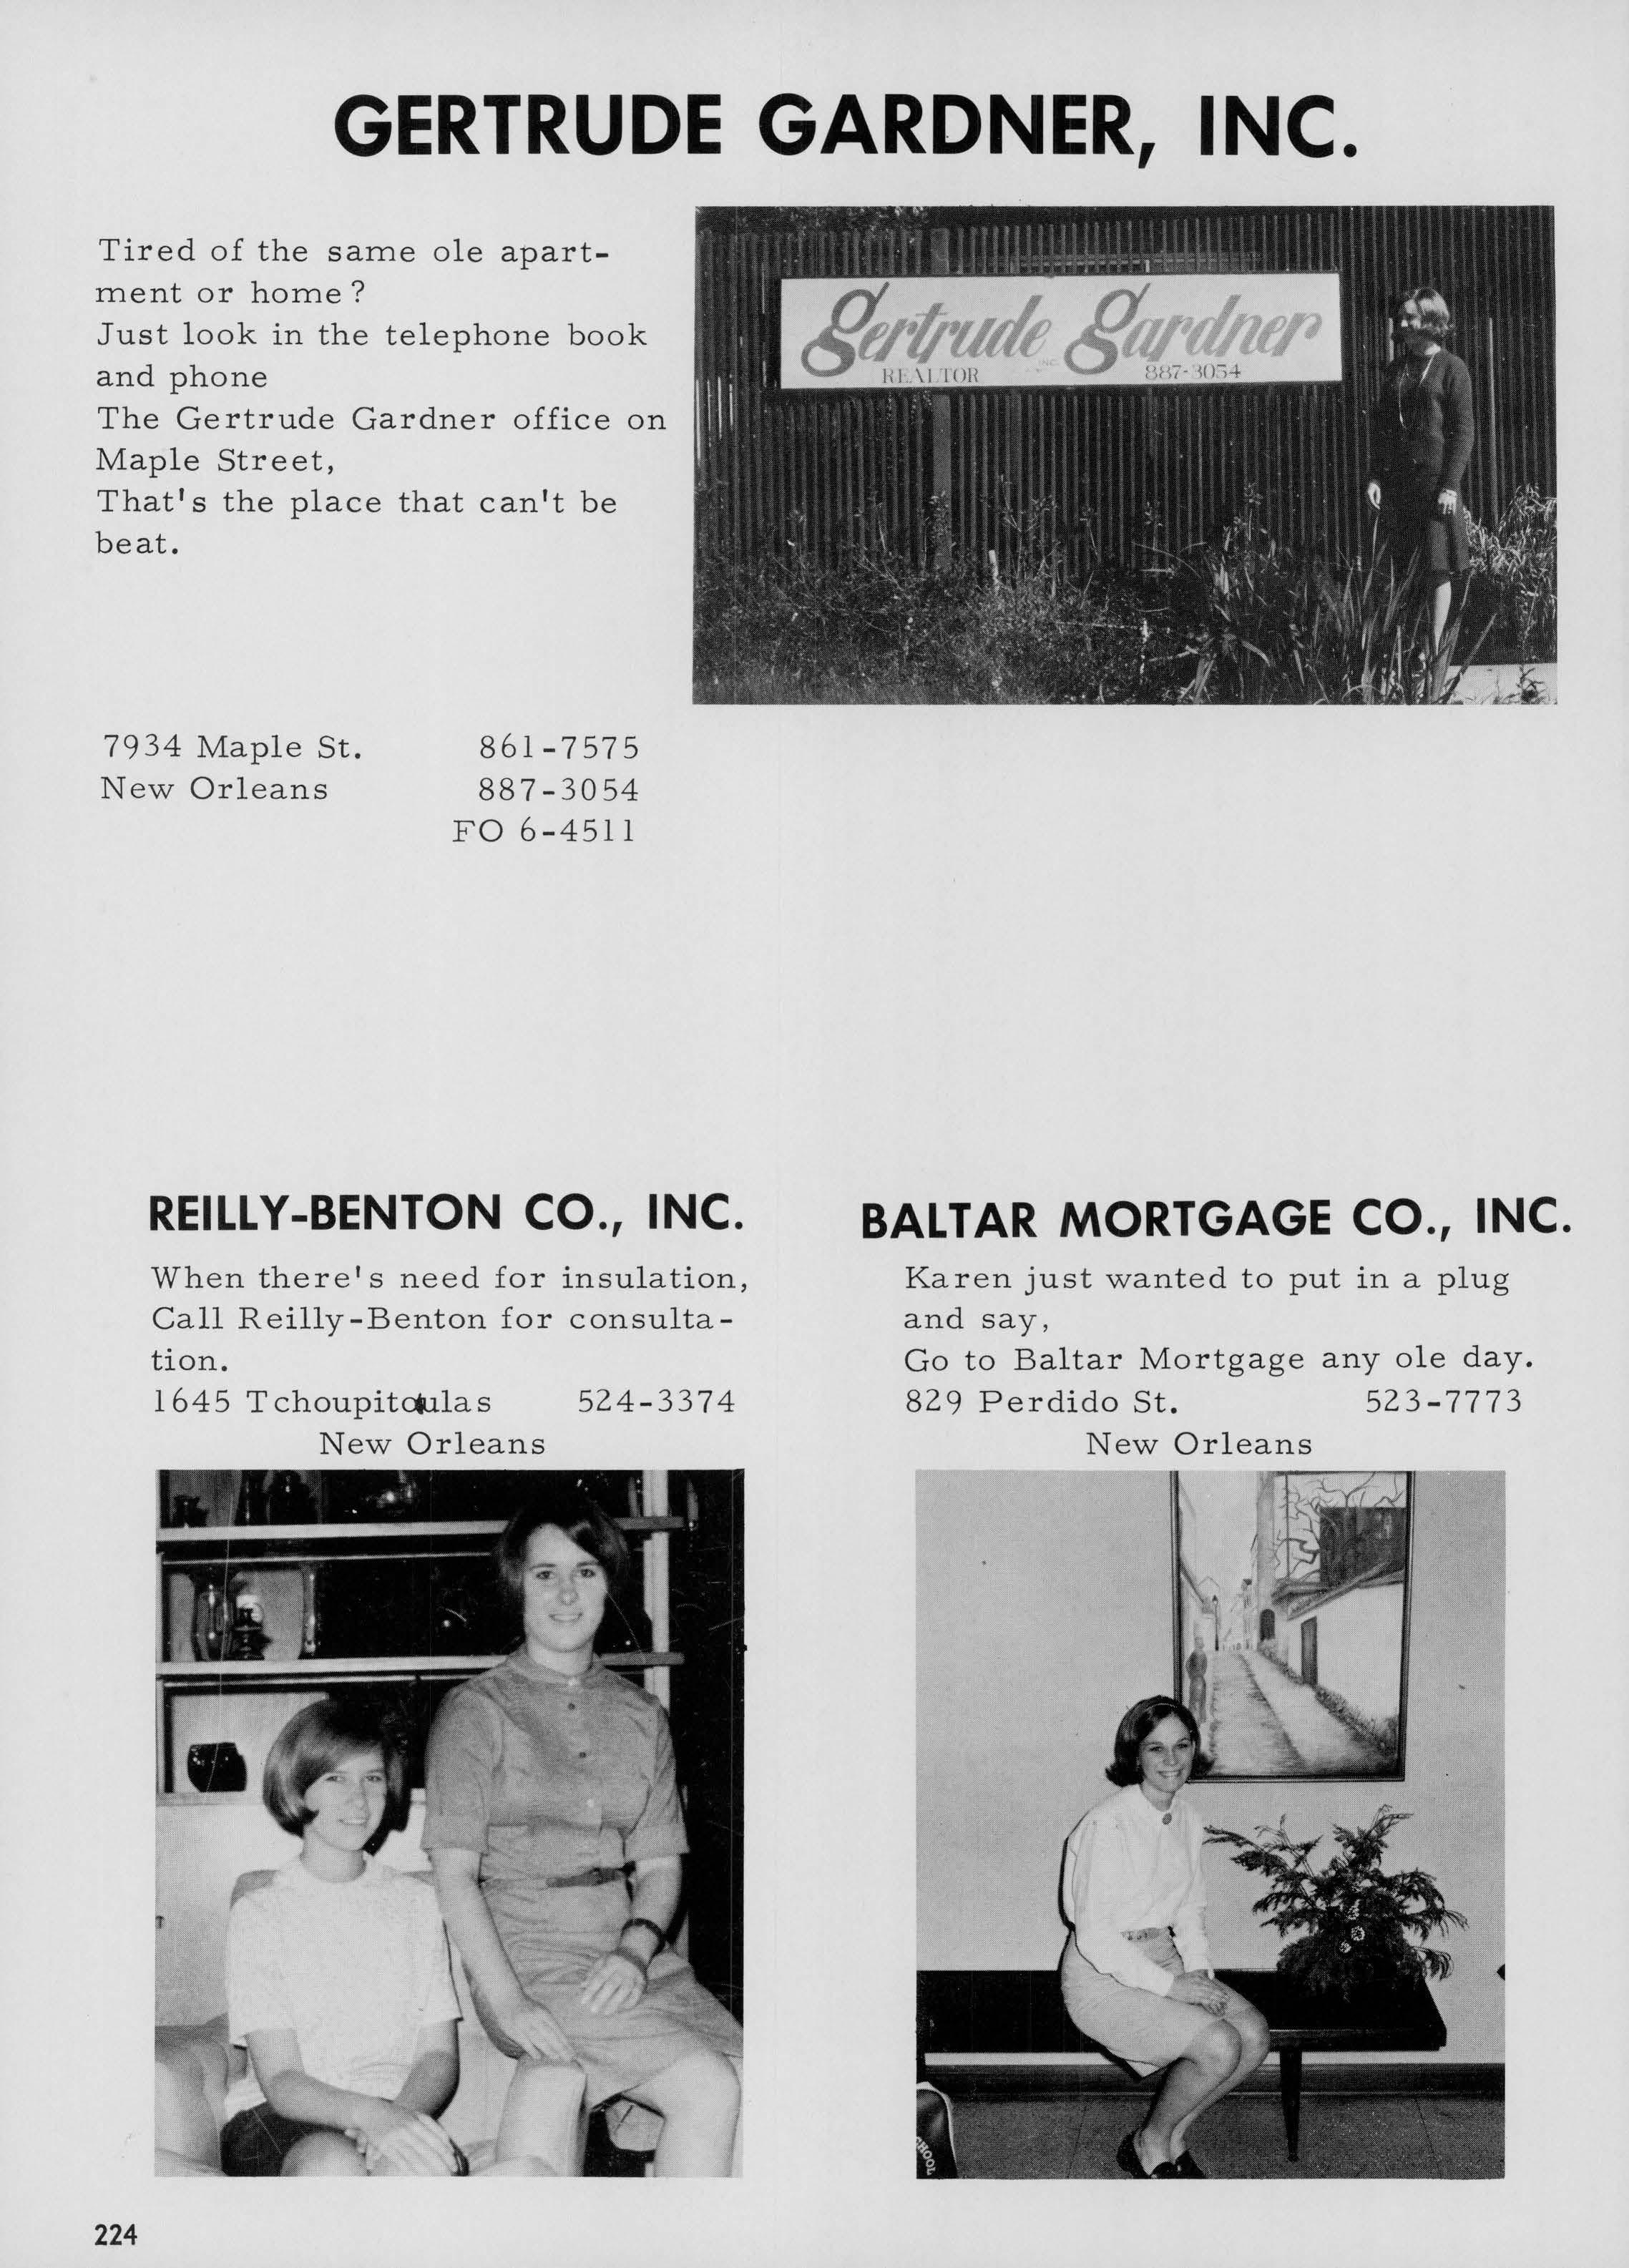 GERTRUDE GARDNER, INC.
Tired of the same ole apart-
ment or home?
Just look in the telephone book
and phone
The Gertrude Gardner office on
Maple Street,
That's the place that can't be
beat.
Gertrude Gardner
REALTOR INC. 887-3054
7934 Maple St. 861-7575
New Orleans 887-3054
FO 6-4511
REILLY-BENTON CO., INC.
When there's need for insulation,
Call Reilly-Benton for consulta-
tion.
1645 Tchoupitoulas 524-3374
New Orleans
BALTAR MORTGAGE CO., INC.
Karen just wanted to put in a plug
and say,
Go to Baltar Mortgage any ole day.
829 Perdido St. 523-7773
New Orleans
HOOL
224